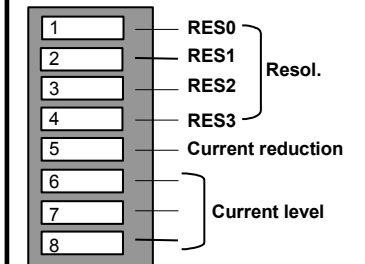 1 RES0
2 RES1
Resol.
3 RES2
4 RES3
5 Current reduction
6
7 Current level
8